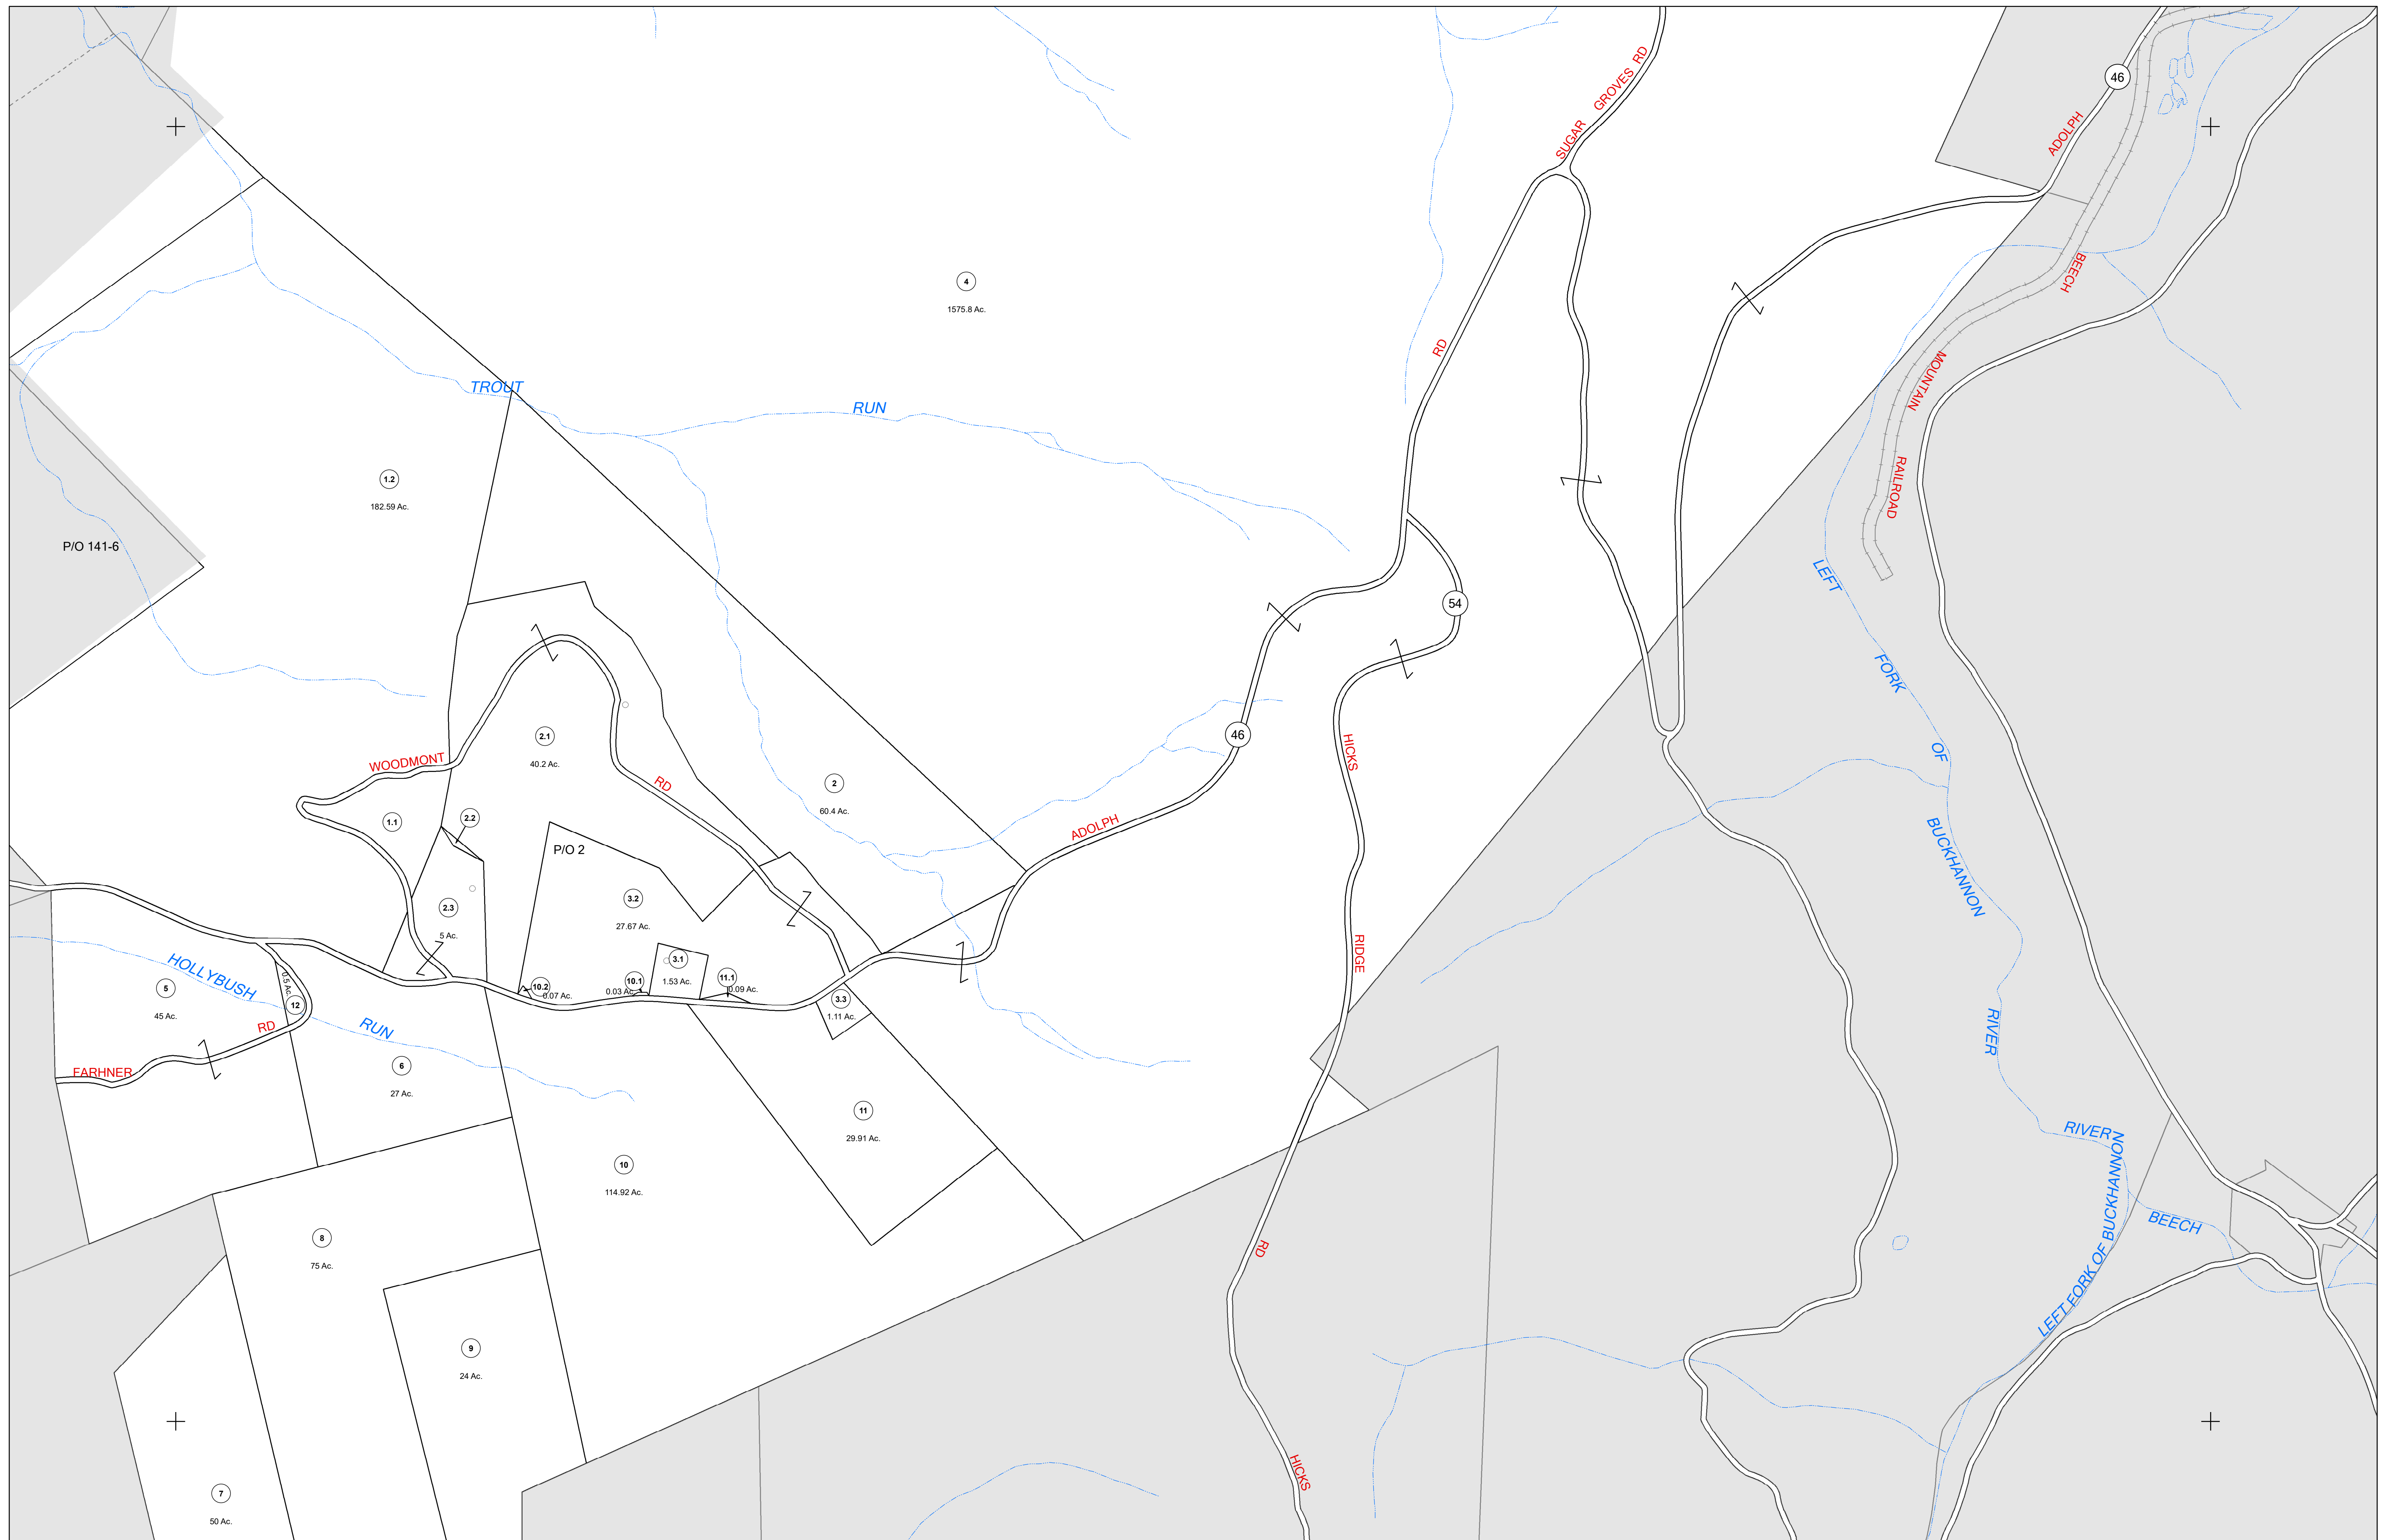 46
ADOLPH
SUGAR GROVES RD
BEECH
4
1575.8 Ac.
RD
MOUNTAIN
RAILROAD
TROUT
RUN
1.2
182.59 Ac.
P/O 141-6
54
LEFT
FORK
OF
BUCKHANNON
RIVER
2.1
40.2 Ac.
WOODMONT
RD
2
60.4 Ac.
46
ADOLPH
HICKS
RIDGE
RD
HICKS
1.1
2.2
P/O 2
2.3
5 Ac.
3.2
27.67 Ac.
3.1
1.53 Ac.
10.2
0.07 Ac.
10.1
0.03 Ac.
11.1
0.09 Ac.
3.3
1.11 Ac.
HOLLYBUSH
RUN
5
45 Ac.
0.5 Ac.
12
RD
FARHNER
6
27 Ac.
11
29.91 Ac.
10
114.92 Ac.
8
75 Ac.
9
24 Ac.
7
50 Ac.
RIVER
LEFT FORK OF BUCKHANNON
BEECH